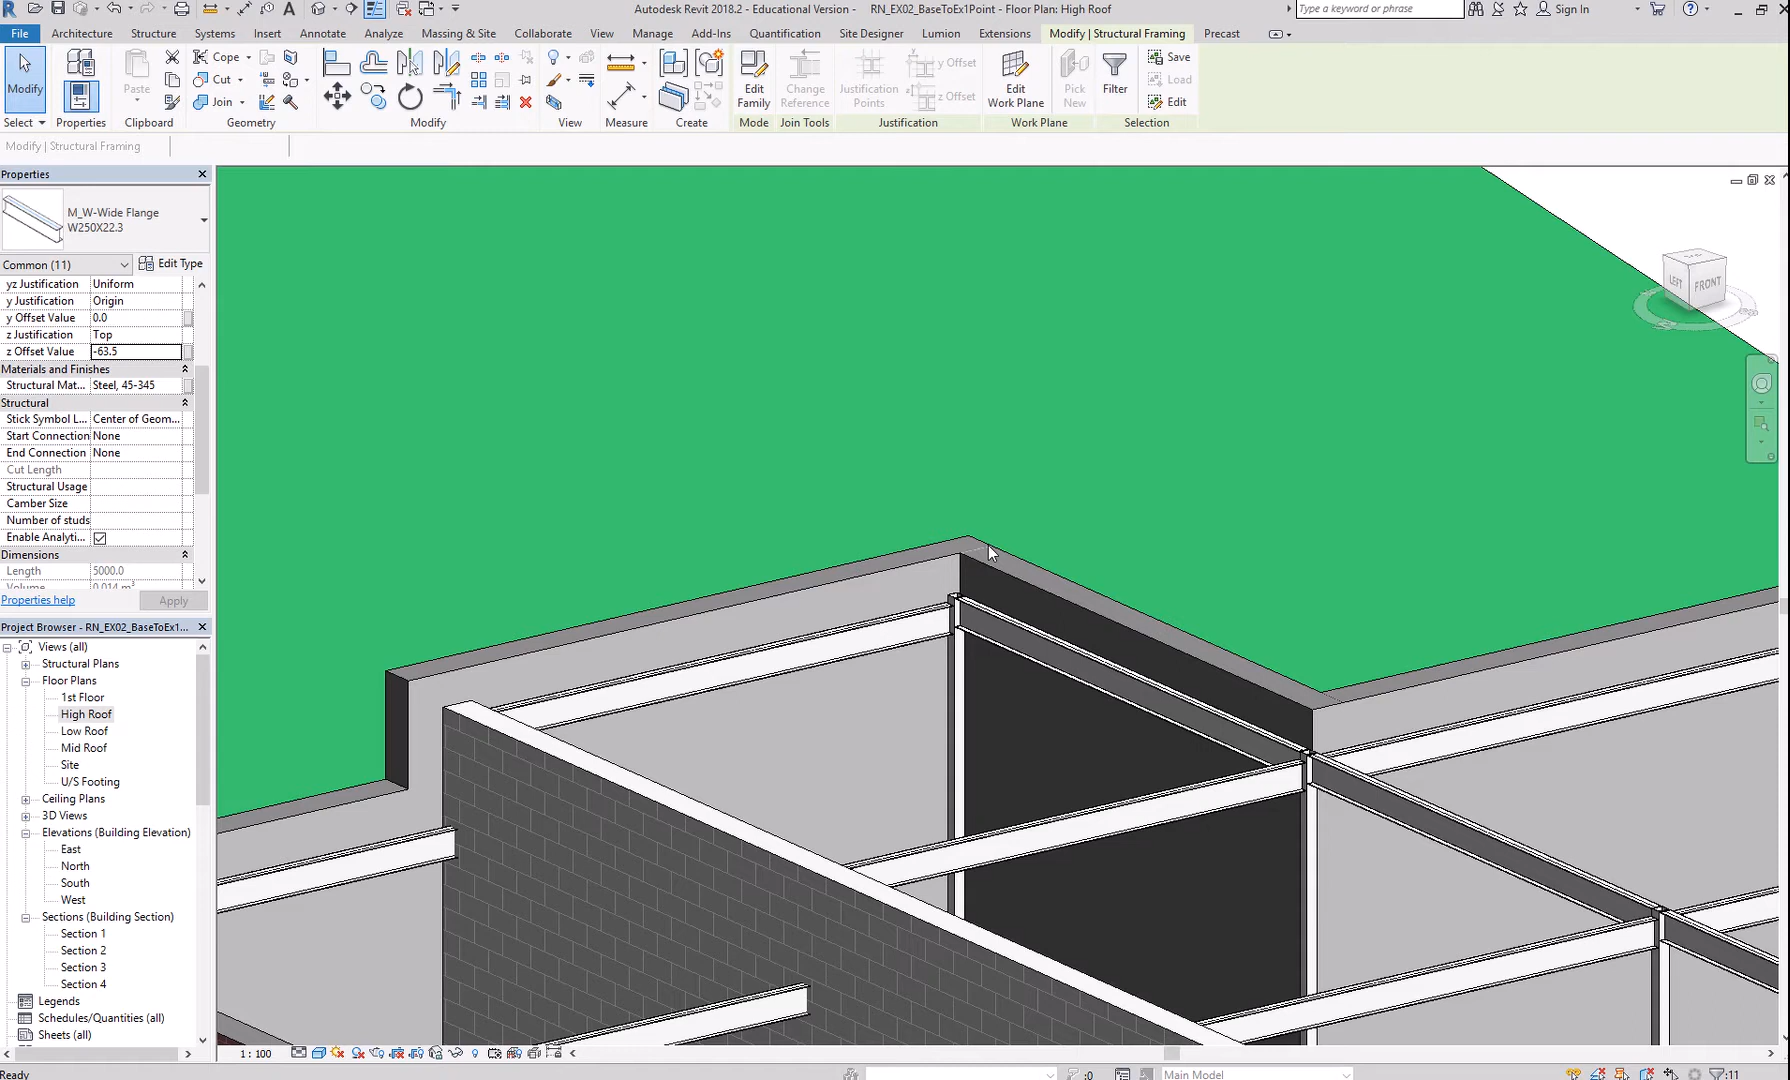 Autodesk Revit 2018.2 - Educational Version - RN_EX02_BaseToEx1Point - Floor Plan: High Roof
Type a keyword or phrase
Sign In
File Architecture Structure Systems Insert Annotate Analyze Massing & Site Collaborate View Manage Add-Ins Quantification Site Designer Lumion Extensions Modify | Structural Framing Precast
Modify
Paste
Cope
Cut
Join
Edit Family
Change Reference
Justification Points
y Offset
z Offset
Edit Work Plane
Pick New
Filter
Save
Load
Edit
Select Properties Clipboard Geometry Modify View Measure Create Mode Join Tools Justification Work Plane Selection
Modify | Structural Framing
Properties
M_W-Wide Flange
W250X22.3
Common (11) Edit Type
yz Justification Uniform
y Justification Origin
y Offset Value 0.0
z Justification Top
z Offset Value -63.5
Materials and Finishes
Structural Mat... Steel, 45-345
Structural
Stick Symbol L... Center of Geom...
Start Connection None
End Connection None
Cut Length
Structural Usage
Camber Size
Number of studs
Enable Analyti...
Dimensions
Length 5000.0
Volume 0.014 m³
Properties help Apply
Project Browser - RN_EX02_BaseToEx1...
Views (all)
Structural Plans
Floor Plans
1st Floor
High Roof
Low Roof
Mid Roof
Site
U/S Footing
Ceiling Plans
3D Views
Elevations (Building Elevation)
East
North
South
West
Sections (Building Section)
Section 1
Section 2
Section 3
Section 4
Legends
Schedules/Quantities (all)
Sheets (all)
LEFT FRONT
1 : 100
Ready
:0
Main Model
:11